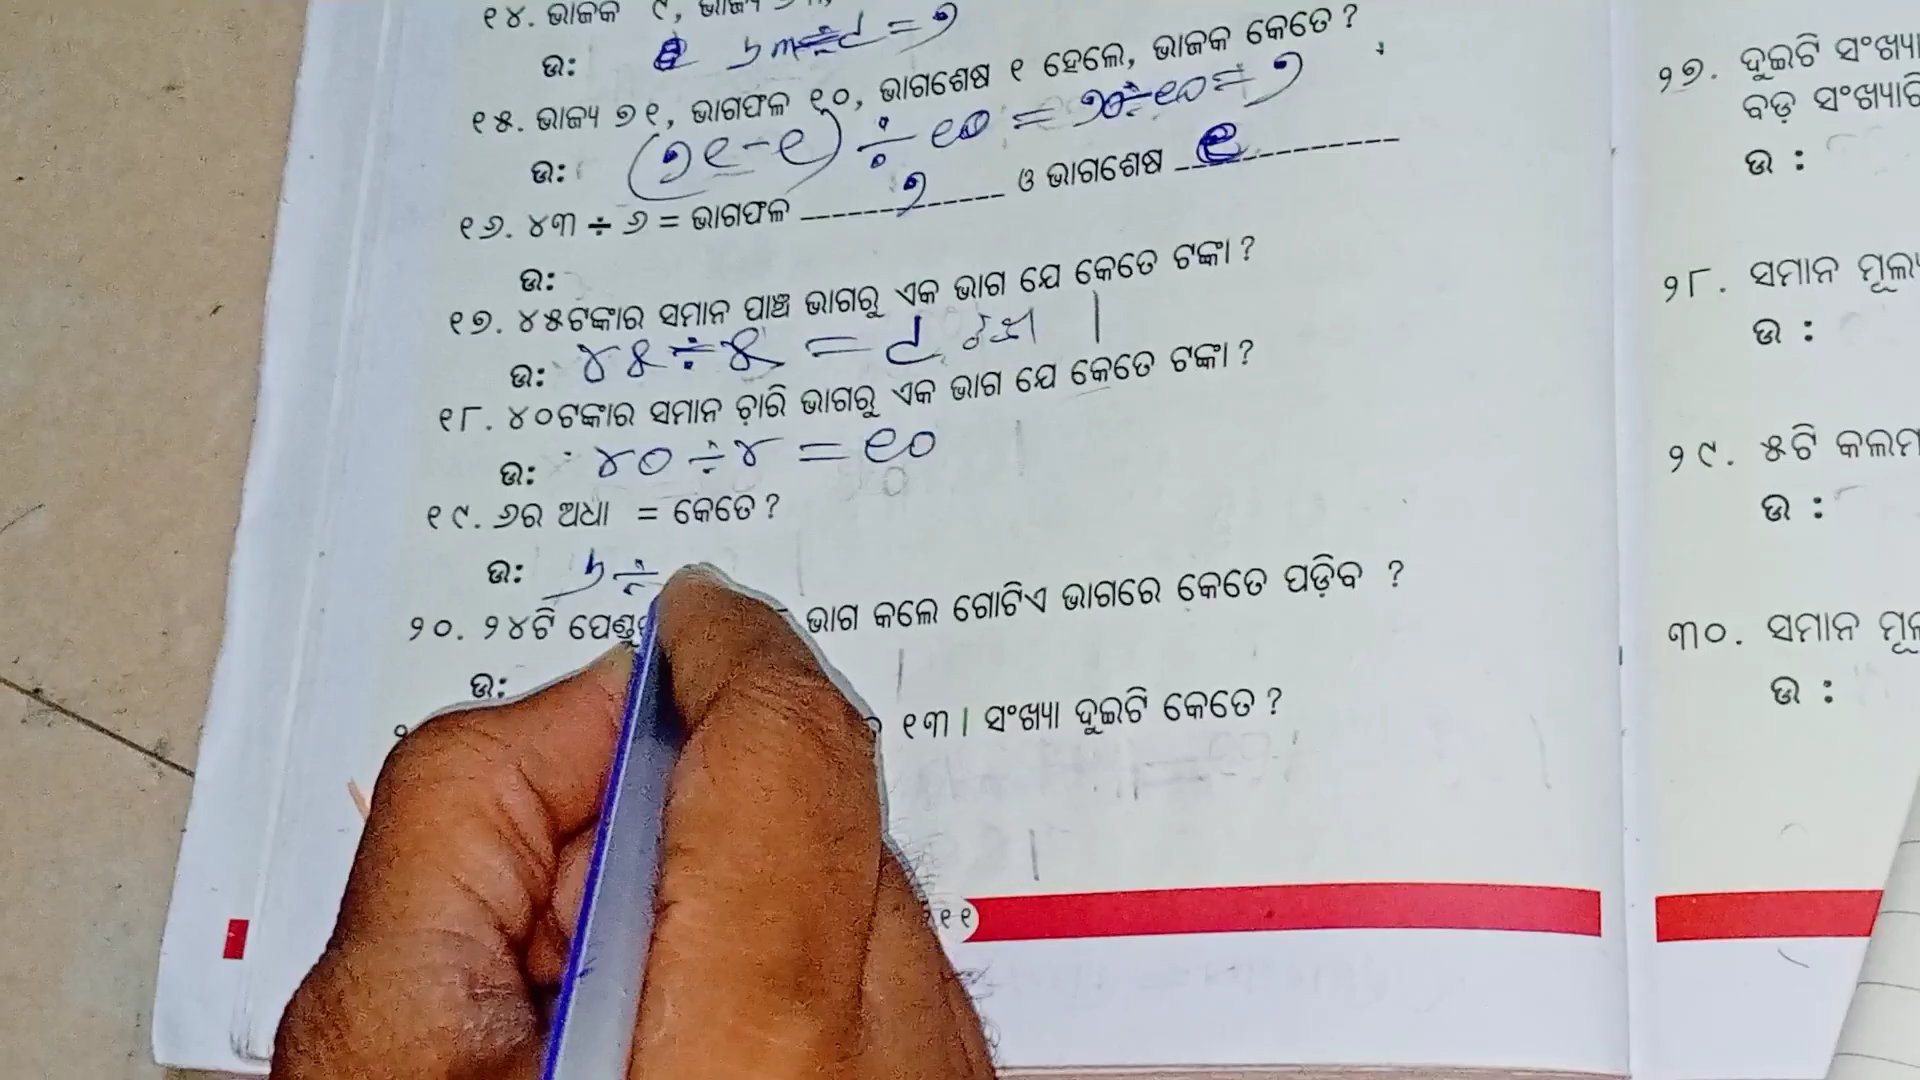 ୧୪. ଭାଜକ ୯, ଭାଜ୍ୟ
ଉ: ୬୩÷୯ = ୭
୧୫. ଭାଜ୍ୟ ୭୧, ଭାଗଫଳ ୧୦, ଭାଗଶେଷ ୧ ହେଲେ, ଭାଜକ କେତେ ?
ଉ: (୭୧-୧) ÷ ୧୦ = ୭୦÷୧୦ = ୭
୧୬. ୪୩ ÷ ୬ = ଭାଗଫଳ ୭ ଓ ଭାଗଶେଷ ୧
ଉ:
୧୭. ୪୫ଟଙ୍କାର ସମାନ ପାଞ୍ଚ ଭାଗରୁ ଏକ ଭାଗ ଯେ କେତେ ଟଙ୍କା ?
ଉ: ୪୫÷୫ = ୯ ଟଙ୍କା |
୧୮. ୪୦ଟଙ୍କାର ସମାନ ଚ଼ାରି ଭାଗରୁ ଏକ ଭାଗ ଯେ କେତେ ଟଙ୍କା ?
ଉ: ୪୦ ÷ ୪ = ୧୦
୧୯. ୬ର ଅଧା = କେତେ ?
ଉ: ୬ ÷
୨୦. ୨୪ଟି ଭାଗ କଲେ ଗୋଟିଏ ଭାଗରେ କେତେ ପଡ଼ିବ ?
ଉ:
୧୩। ସଂଖ୍ୟା ଦୁଇଟି କେତେ ?
୨୭. ଦୁଇଟି ସଂଖ୍ୟା
ବଡ଼
ଉ :
୨୮. ସମାନ
ଉ :
୨୯. ୫ଟି
ଉ :
୩୦. ସମାନ
ଉ :